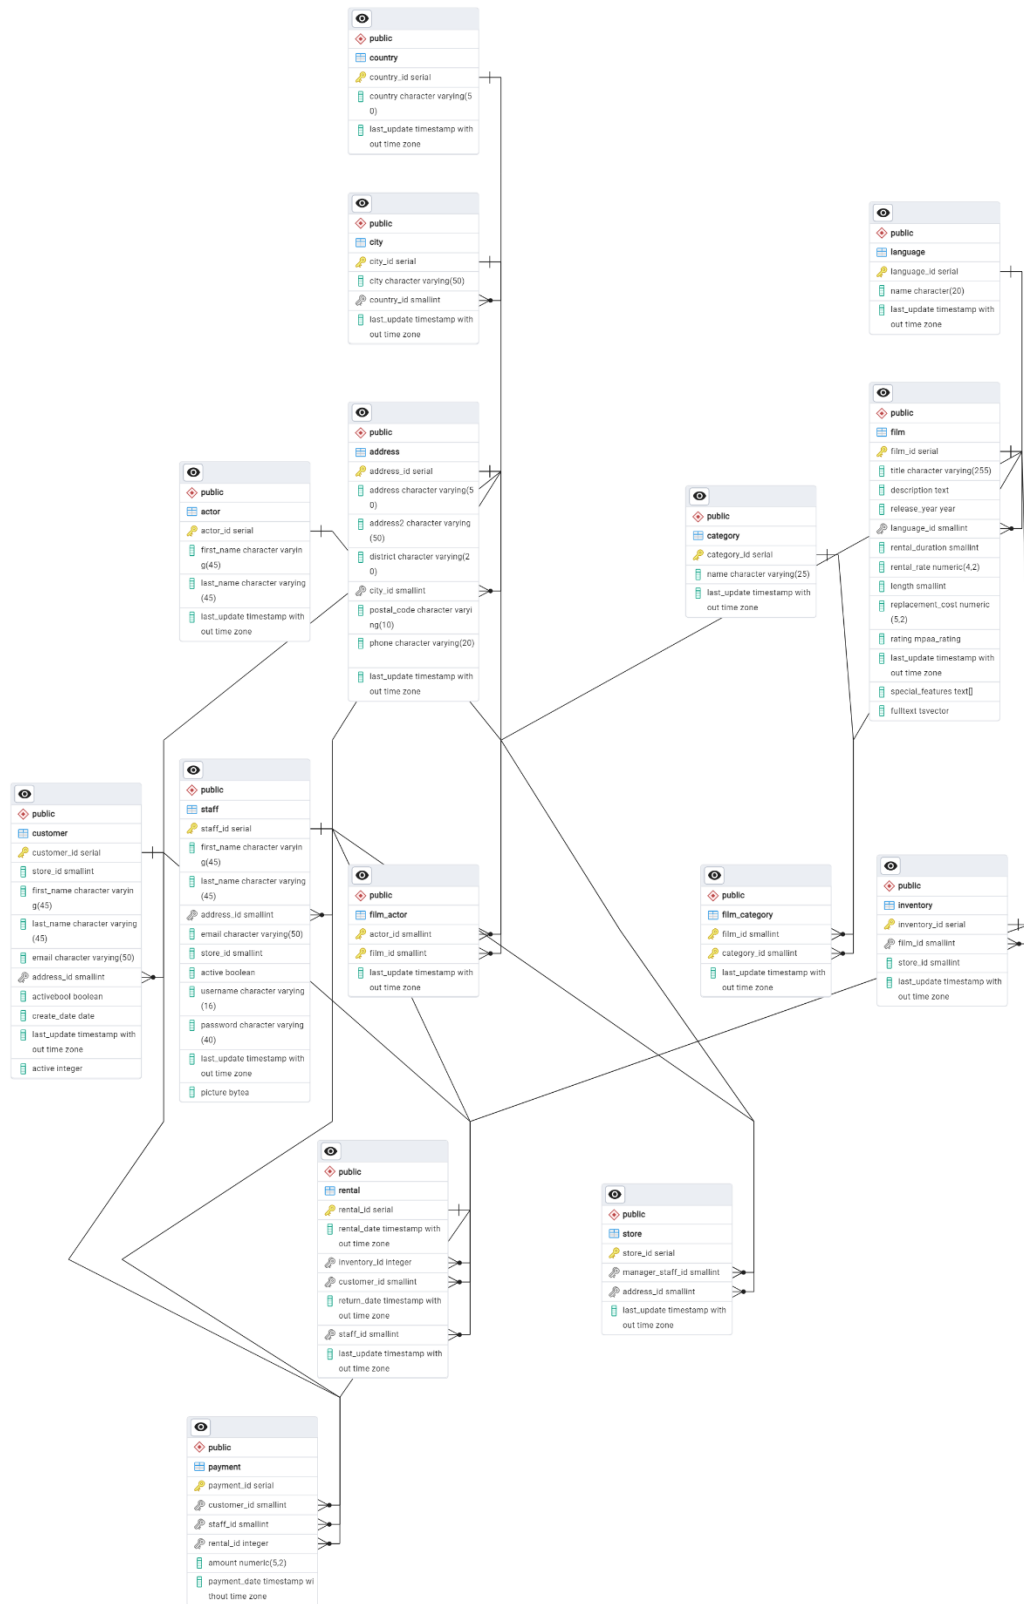 public
country
country_id serial
country character varying(5
0)
last_update timestamp with
out time zone
public
city
city_id serial
city character varying(50)
country_id smallint
last_update timestamp with
out time zone
public
language
language_id serial
name character(20)
last_update timestamp with
out time zone
public
address
address_id serial
address character varying(5
0)
address2 character varying
(50)
district character varying(2
0)
city_id smallint
postal_code character varyi
ng(10)
phone character varying(20)
last_update timestamp with
out time zone
public
film
film_id serial
title character varying(255)
description text
release_year year
language_id smallint
rental_duration smallint
rental_rate numeric(4,2)
length smallint
replacement_cost numeric
(5,2)
rating mpaa_rating
last_update timestamp with
out time zone
special_features text[]
fulltext tsvector
public
actor
actor_id serial
first_name character varyin
g(45)
last_name character varying
(45)
last_update timestamp with
out time zone
public
category
category_id serial
name character varying(25)
last_update timestamp with
out time zone
public
customer
customer_id serial
store_id smallint
first_name character varyin
g(45)
last_name character varying
(45)
email character varying(50)
address_id smallint
activebool boolean
create_date date
last_update timestamp with
out time zone
active integer
public
staff
staff_id serial
first_name character varyin
g(45)
last_name character varying
(45)
address_id smallint
email character varying(50)
store_id smallint
active boolean
username character varying
(16)
password character varying
(40)
last_update timestamp with
out time zone
picture bytea
public
film_actor
actor_id smallint
film_id smallint
last_update timestamp with
out time zone
public
film_category
film_id smallint
category_id smallint
last_update timestamp with
out time zone
public
inventory
inventory_id serial
film_id smallint
store_id smallint
last_update timestamp with
out time zone
public
rental
rental_id serial
rental_date timestamp with
out time zone
inventory_id integer
customer_id smallint
return_date timestamp with
out time zone
staff_id smallint
last_update timestamp with
out time zone
public
store
store_id serial
manager_staff_id smallint
address_id smallint
last_update timestamp with
out time zone
public
payment
payment_id serial
customer_id smallint
staff_id smallint
rental_id integer
amount numeric(5,2)
payment_date timestamp wi
thout time zone